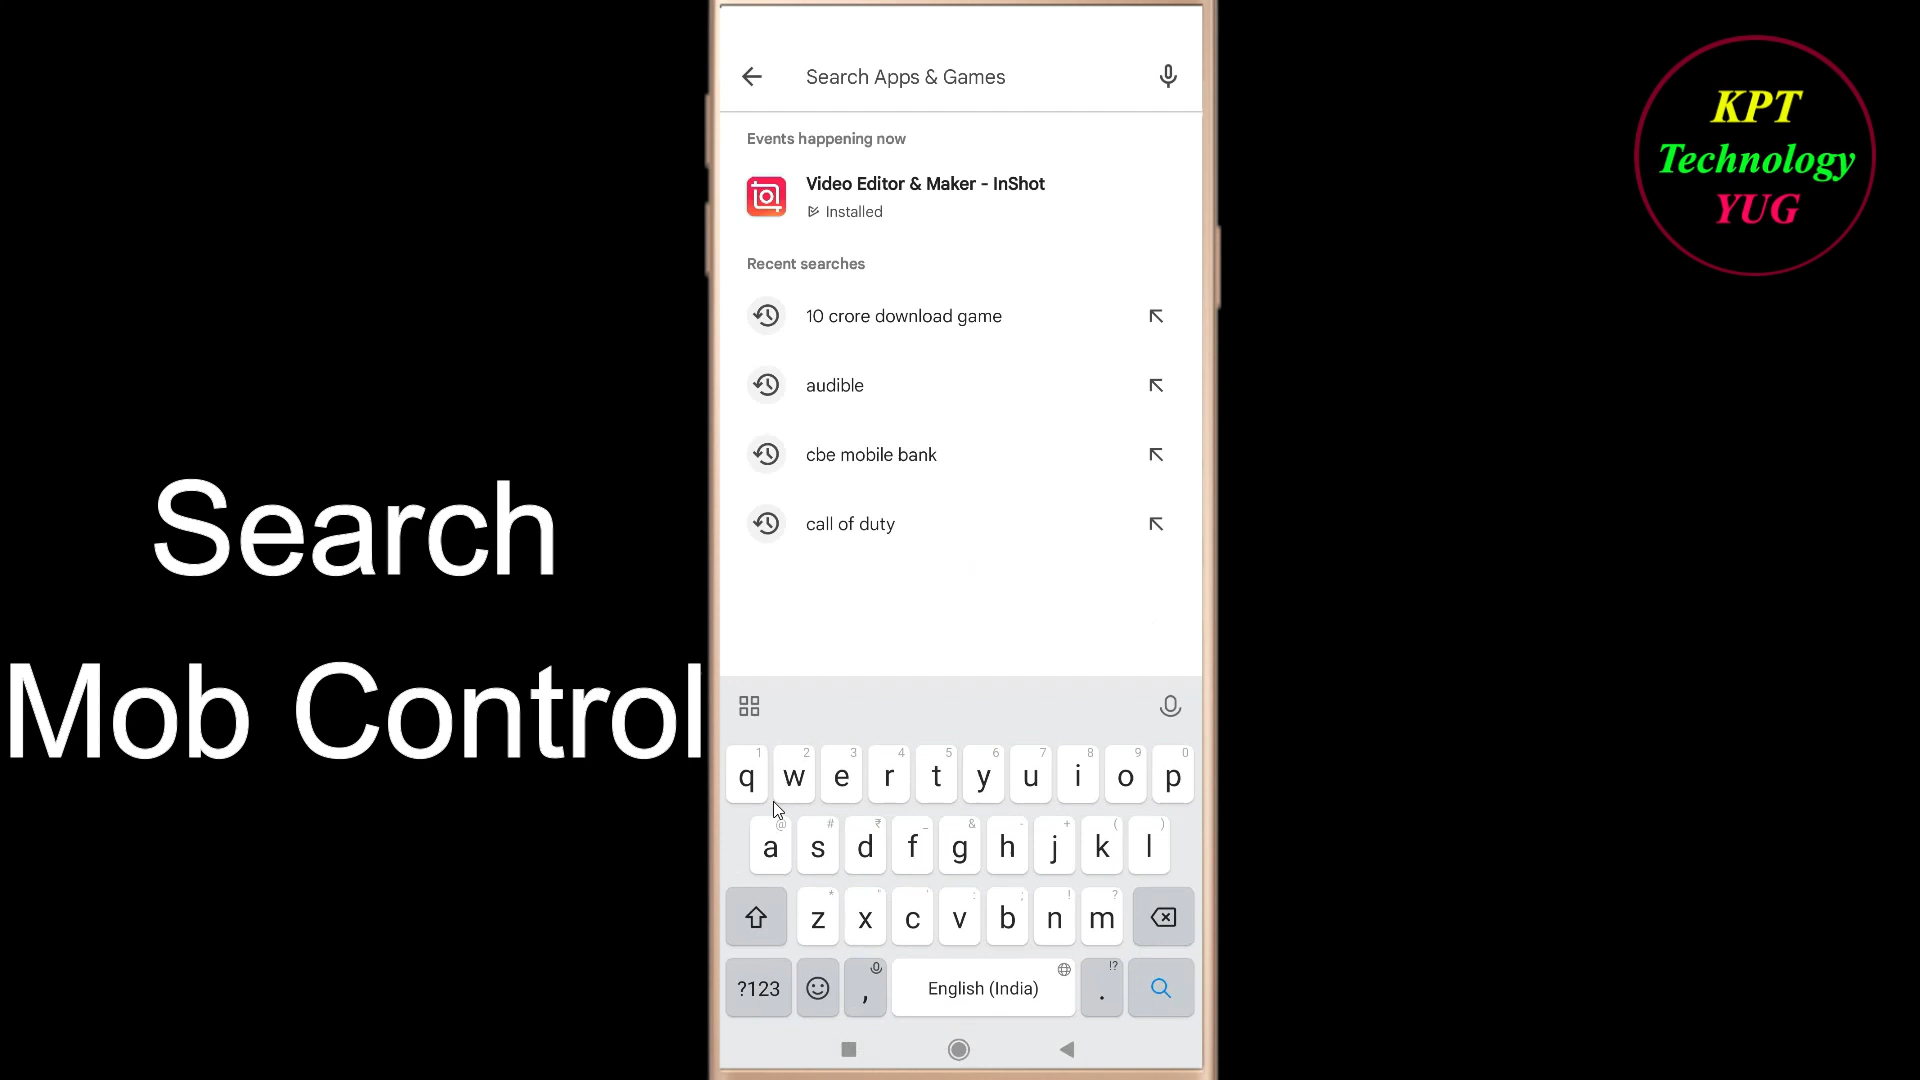 Search Apps & Games
Events happening now
Video Editor & Maker - InShot
Installed
Recent searches
10 crore download game
audible
cbe mobile bank
call of duty
Search
Mob Control
KPT
Technology
YUG
1 2 3 4 5 6 7 8 9 0
q w e r t y u i o p
@ # ₹ _ & - + ( )
a s d f g h j k l
* " ' : ; ! ?
z x c v b n m
!?
?123 , English (India) .